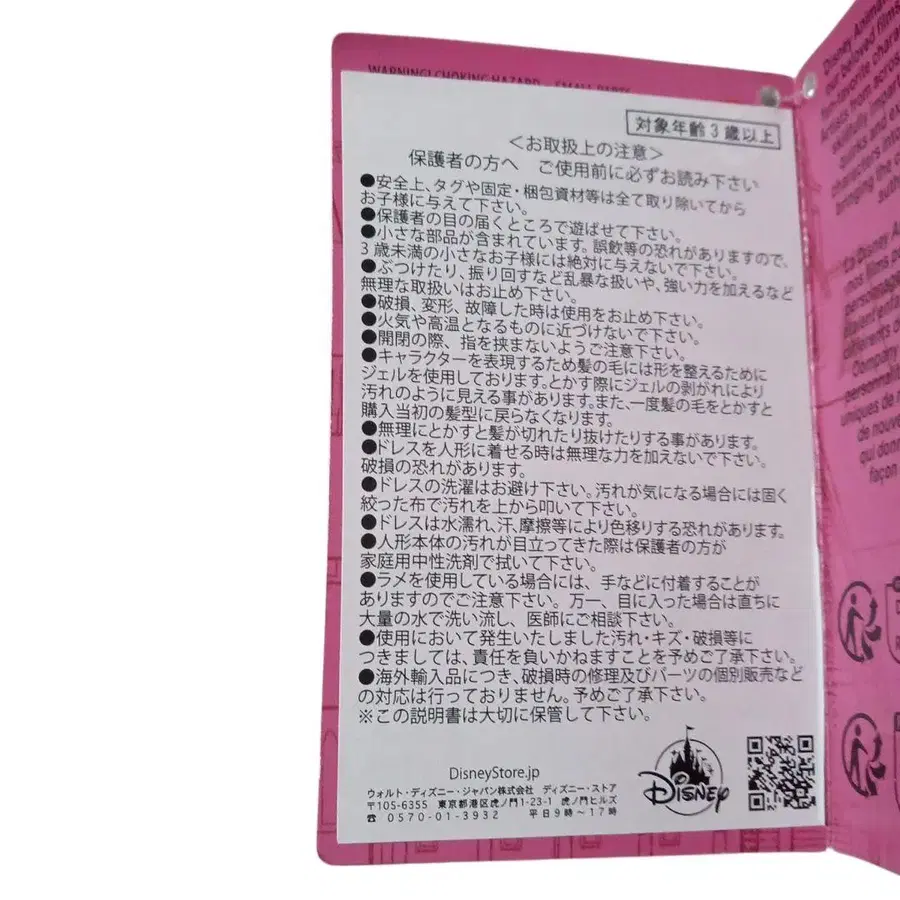 WARNING! CHOKING HAZARD
対象年齢3歳以上
＜お取扱上の注意＞
保護者の方へ　ご使用前に必ずお読み下さい
●安全上、タグや固定・梱包資材等は全て取り除いてから
お子様に与えて下さい。
●保護者の目の届くところで遊ばせて下さい。
●小さな部品が含まれています。誤飲等の恐れがありますので、
3歳未満の小さなお子様には絶対に与えないで下さい。
●ぶつけたり、振り回すなど乱暴な扱いや、強い力を加えるなど
無理な取扱いはお止め下さい。
●破損、変形、故障した時は使用をお止め下さい。
●火気や高温となるものに近づけないで下さい。
●開閉の際、指を挟まないようご注意下さい。
●キャラクターを表現するため髪の毛には形を整えるために
ジェルを使用しております。とかす際にジェルの剥がれにより
汚れのように見える事があります。また、一度髪の毛をとかすと
購入当初の髪型に戻らなくなります。
●無理にとかすと髪が切れたり抜けたりする事があります。
●ドレスを人形に着せる時は無理な力を加えないで下さい。
破損の恐れがあります。
●ドレスの洗濯はお避け下さい。汚れが気になる場合には固く
絞った布で汚れを上から叩いて下さい。
●ドレスは水濡れ、汗、摩擦等により色移りする恐れがあります。
●人形本体の汚れが目立ってきた際は保護者の方が
家庭用中性洗剤で拭いて下さい。
●ラメを使用している場合には、手などに付着することが
ありますのでご注意下さい。万一、目に入った場合は直ちに
大量の水で洗い流し、医師にご相談下さい。
●使用において発生いたしました汚れ・キズ・破損等に
つきましては、責任を負いかねますことを予めご了承下さい。
●海外輸入品につき、破損時の修理及びパーツの個別販売など
の対応は行っておりません。予めご了承下さい。
※この説明書は大切に保管して下さい。
DisneyStore.jp
ウォルト・ディズニー・ジャパン株式会社　ディズニー・ストア
〒105-6355　東京都港区虎ノ門1-23-1 虎ノ門ヒルズ
☎ 0570-01-3932　平日9時〜17時
DISNEY
Disney
our beloved films
artists from
bridging the
La Disney
nos films
différents
Company
uniques de
de
qui
façon